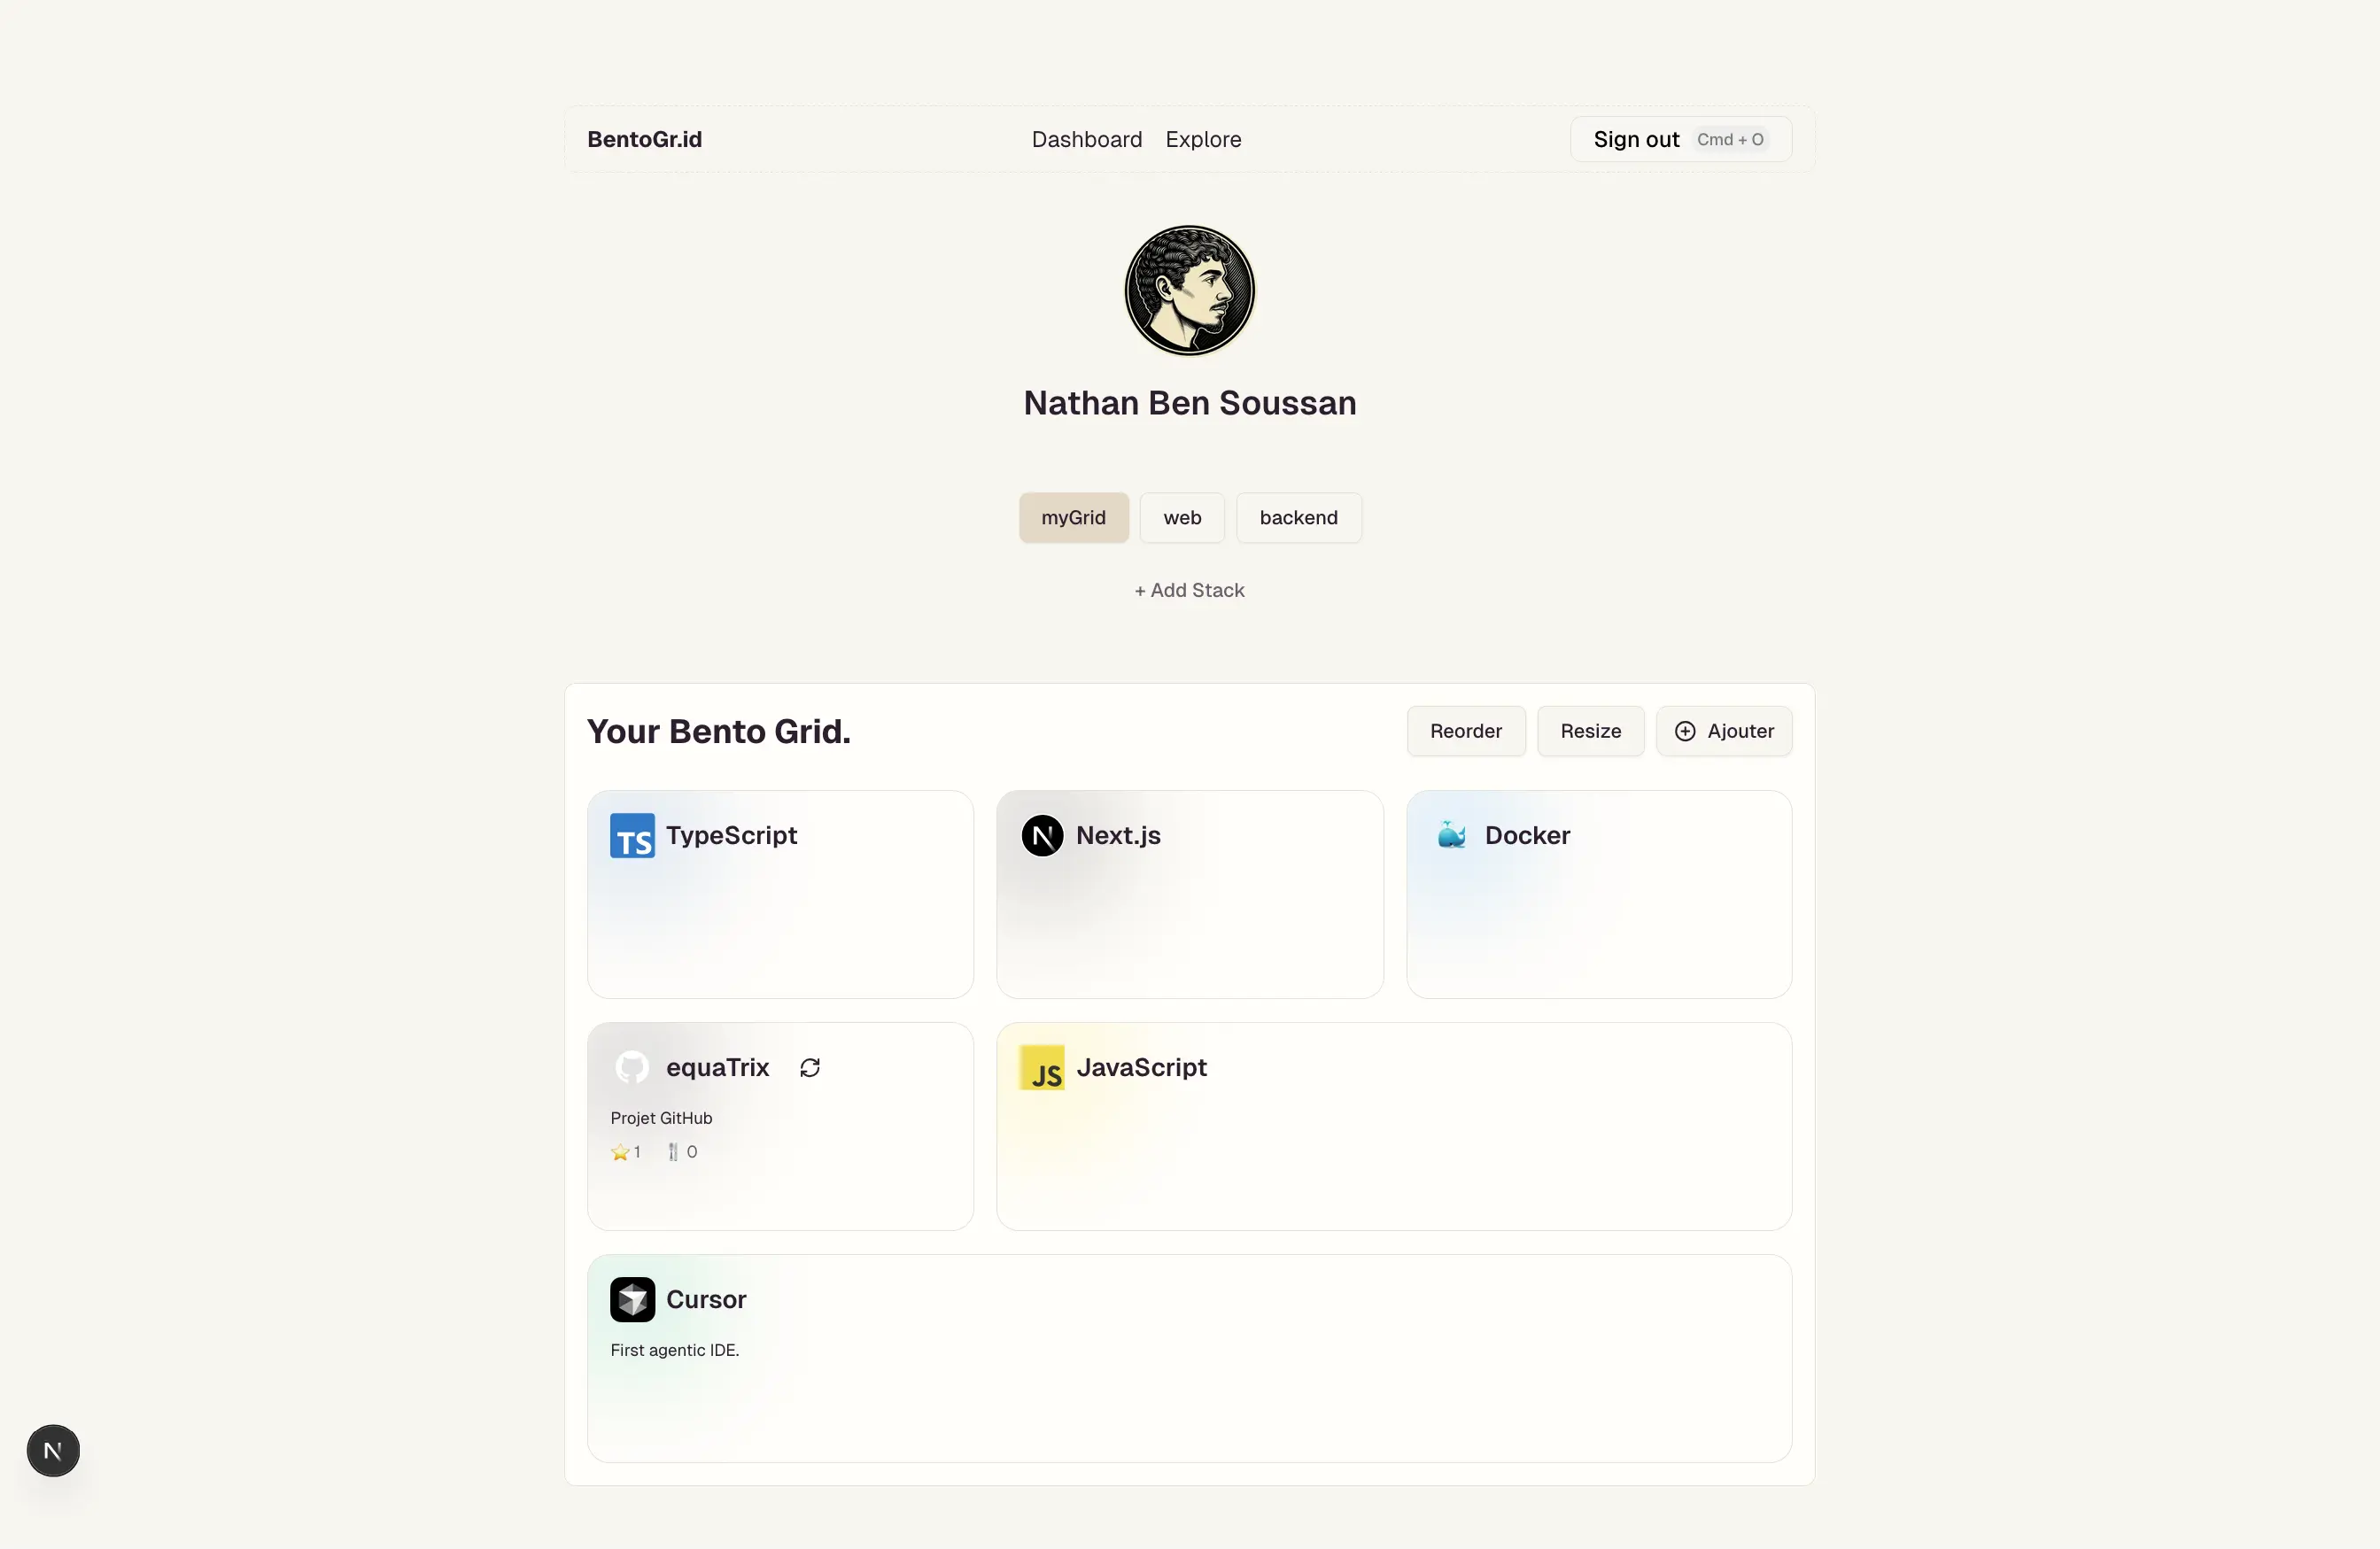 BentoGr.id
Dashboard Explore
Sign out Cmd + O
Nathan Ben Soussan
myGrid web backend
+ Add Stack
Your Bento Grid.
Reorder Resize Ajouter
TS TypeScript
N Next.js
Docker
equaTrix
Projet GitHub
1 0
JS JavaScript
Cursor
First agentic IDE.
N